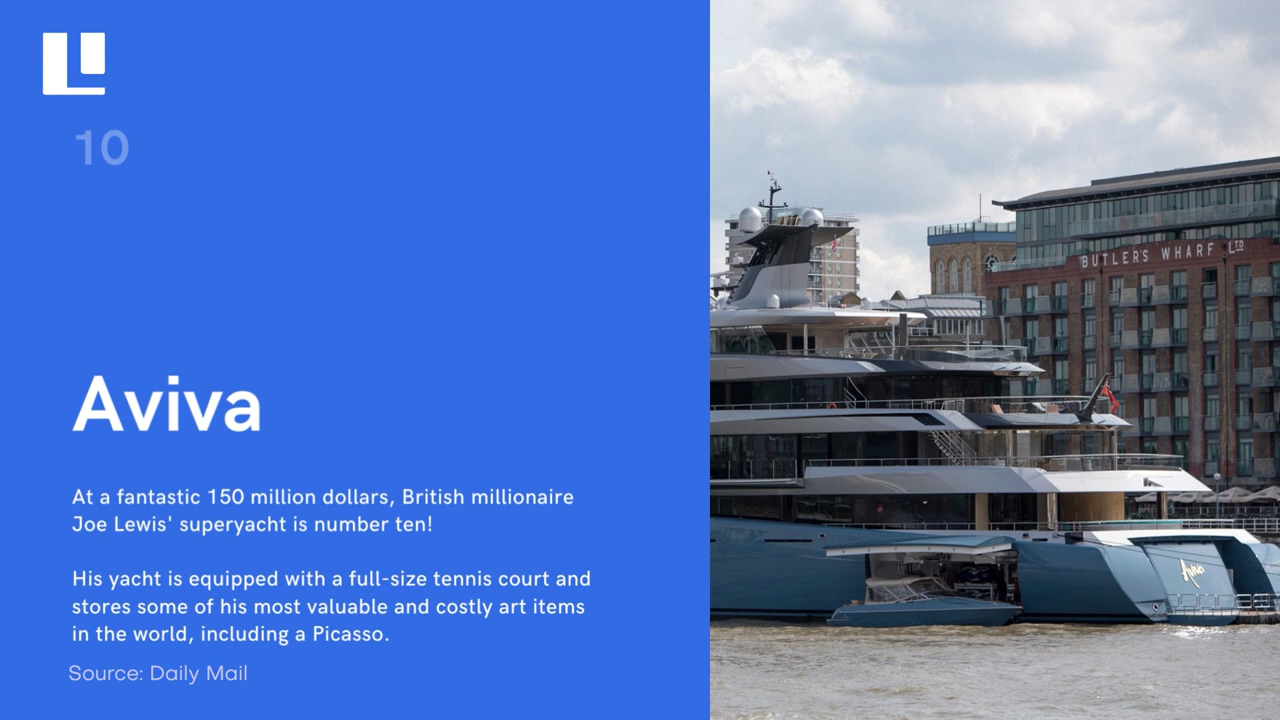 10
Aviva
At a fantastic 150 million dollars, British millionaire
Joe Lewis' superyacht is number ten!
His yacht is equipped with a full-size tennis court and
stores some of his most valuable and costly art items
in the world, including a Picasso.
Source: Daily Mail
BUTLER'S WHARF LTD
Aviva